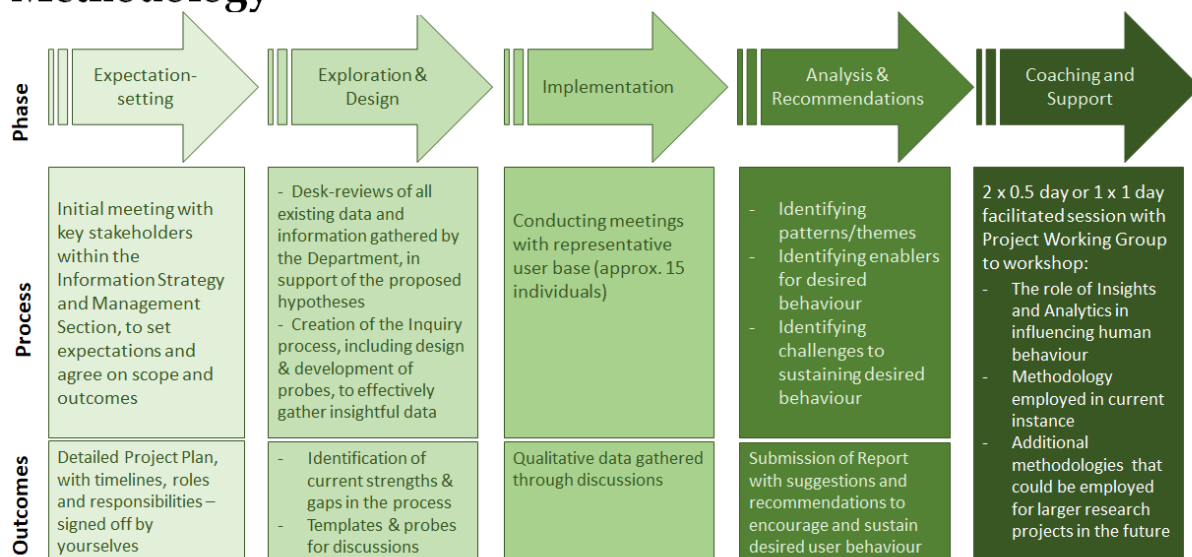 Methodology
Phase
Expectation-
setting
Exploration &
Design
Implementation
Analysis &
Recommendations
Coaching and
Support
Process
Initial meeting with
key stakeholders
within the
Information Strategy
and Management
Section, to set
expectations and
agree on scope and
outcomes
- Desk-reviews of all
existing data and
information gathered by
the Department, in
support of the proposed
hypotheses
- Creation of the Inquiry
process, including design
& development of
probes, to effectively
gather insightful data
Conducting meetings
with representative
user base (approx. 15
individuals)
- Identifying
patterns/themes
- Identifying enablers
for desired
behaviour
- Identifying
challenges to
sustaining desired
behaviour
2 x 0.5 day or 1 x 1 day
facilitated session with
Project Working Group
to workshop:
- The role of Insights
and Analytics in
influencing human
behaviour
- Methodology
employed in current
instance
- Additional
methodologies that
could be employed
for larger research
projects in the future
Outcomes
Detailed Project Plan,
with timelines, roles
and responsibilities –
signed off by
yourselves
- Identification of
current strengths &
gaps in the process
- Templates & probes
for discussions
Qualitative data gathered
through discussions
Submission of Report
with suggestions and
recommendations to
encourage and sustain
desired user behaviour